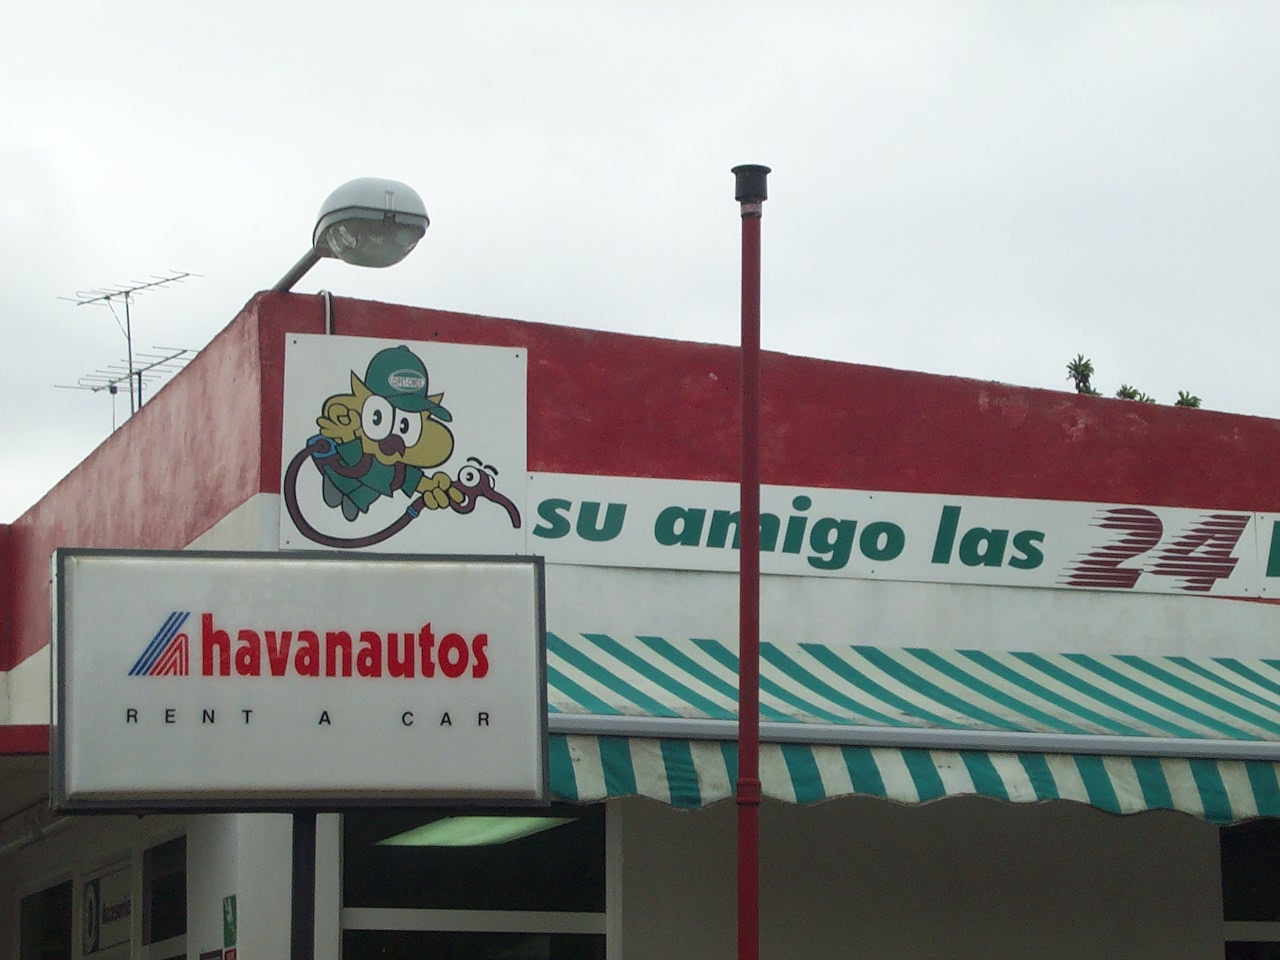 su amigo las 24
havanautos
RENT A CAR